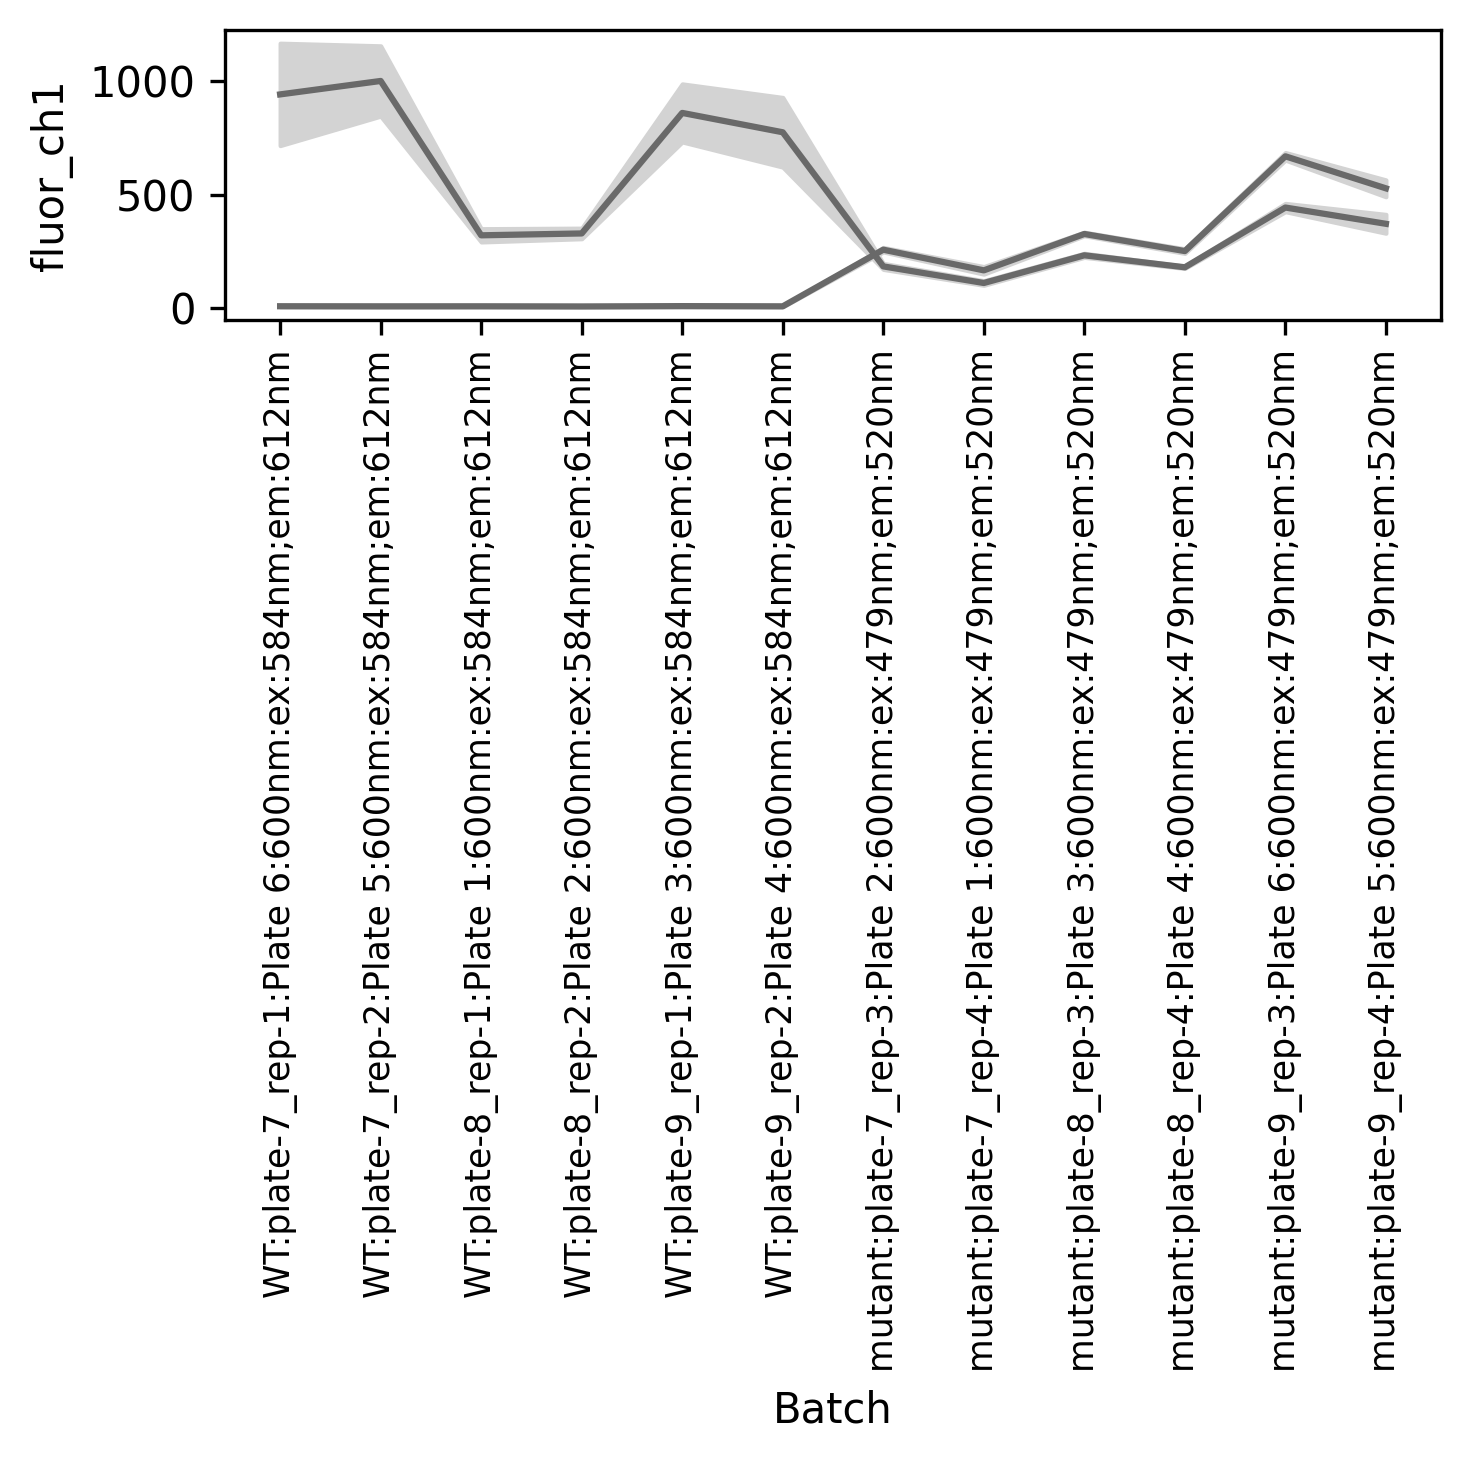 fluor_ch1
1000
500
0
WT:plate-7_rep-1:Plate 6:600nm:ex:584nm;em:612nm
WT:plate-7_rep-2:Plate 5:600nm:ex:584nm;em:612nm
WT:plate-8_rep-1:Plate 1:600nm:ex:584nm;em:612nm
WT:plate-8_rep-2:Plate 2:600nm:ex:584nm;em:612nm
WT:plate-9_rep-1:Plate 3:600nm:ex:584nm;em:612nm
WT:plate-9_rep-2:Plate 4:600nm:ex:584nm;em:612nm
mutant:plate-7_rep-3:Plate 2:600nm:ex:479nm;em:520nm
mutant:plate-7_rep-4:Plate 1:600nm:ex:479nm;em:520nm
mutant:plate-8_rep-3:Plate 3:600nm:ex:479nm;em:520nm
mutant:plate-8_rep-4:Plate 4:600nm:ex:479nm;em:520nm
mutant:plate-9_rep-3:Plate 6:600nm:ex:479nm;em:520nm
mutant:plate-9_rep-4:Plate 5:600nm:ex:479nm;em:520nm
Batch